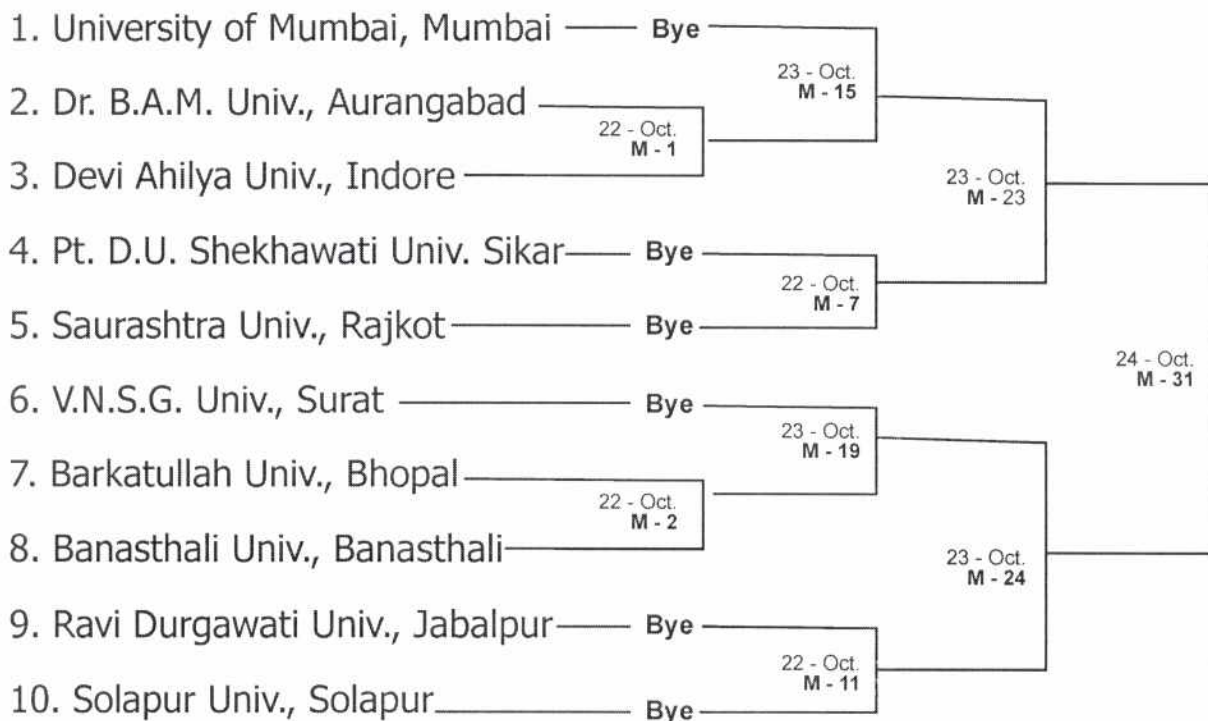 1. University of Mumbai, Mumbai Bye
23 - Oct.
M - 15
2. Dr. B.A.M. Univ., Aurangabad
22 - Oct.
M - 1
3. Devi Ahilya Univ., Indore
23 - Oct.
M - 23
4. Pt. D.U. Shekhawati Univ. Sikar Bye
22 - Oct.
M - 7
5. Saurashtra Univ., Rajkot Bye
24 - Oct.
M - 31
6. V.N.S.G. Univ., Surat Bye
23 - Oct.
M - 19
7. Barkatullah Univ., Bhopal
22 - Oct.
M - 2
8. Banasthali Univ., Banasthali
23 - Oct.
M - 24
9. Ravi Durgawati Univ., Jabalpur Bye
22 - Oct.
M - 11
10. Solapur Univ., Solapur Bye